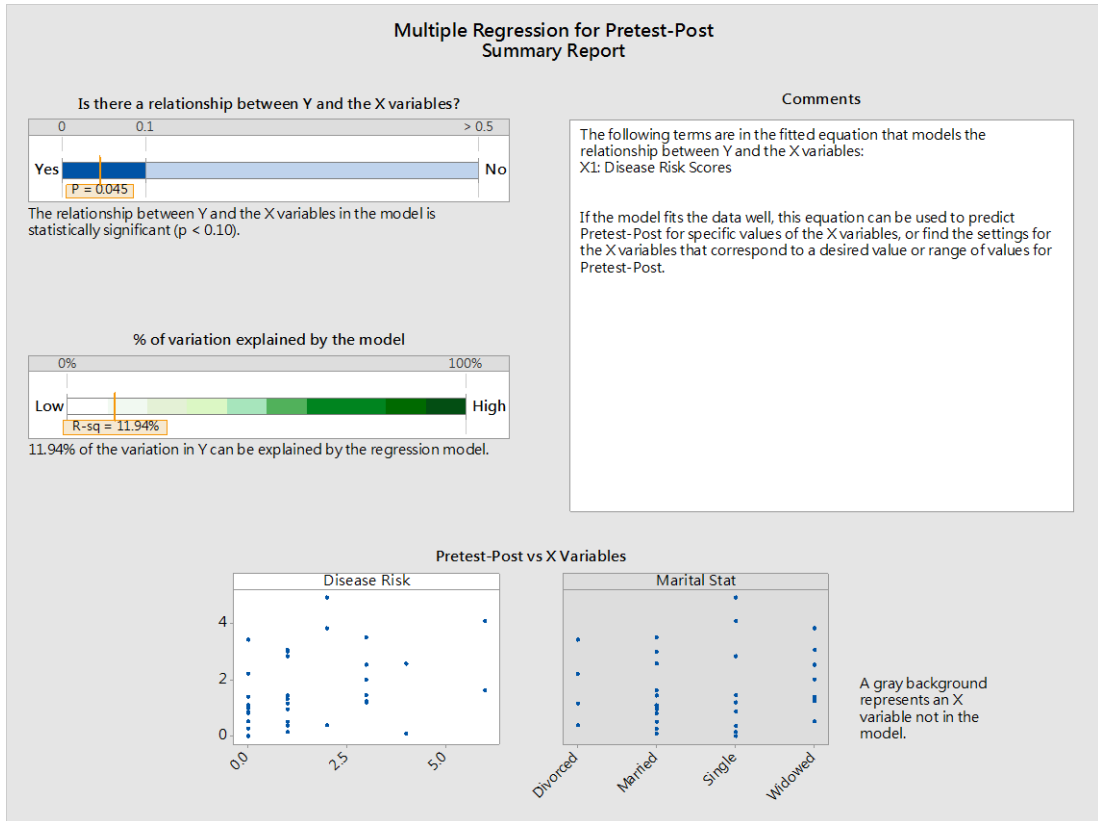 Multiple Regression for Pretest-Post
Summary Report
Is there a relationship between Y and the X variables?
0 0.1 > 0.5
Yes No
P = 0.045
The relationship between Y and the X variables in the model is
statistically significant (p < 0.10).
% of variation explained by the model
0% 100%
Low High
R-sq = 11.94%
11.94% of the variation in Y can be explained by the regression model.
Comments
The following terms are in the fitted equation that models the
relationship between Y and the X variables:
X1: Disease Risk Scores
If the model fits the data well, this equation can be used to predict
Pretest-Post for specific values of the X variables, or find the settings for
the X variables that correspond to a desired value or range of values for
Pretest-Post.
Pretest-Post vs X Variables
Disease Risk Marital Stat
4
2
0
0.0 2.5 5.0 Divorced Married Single Widowed
A gray background
represents an X
variable not in the
model.